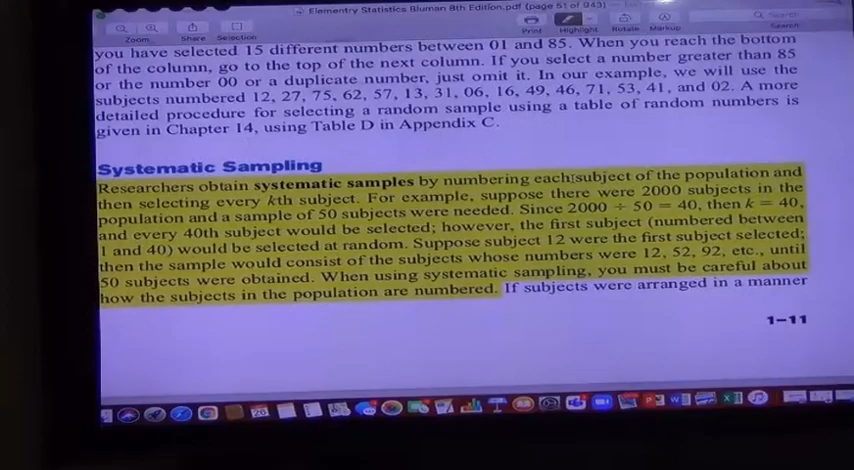 Elementry Statistics Bluman 8th Edition.pdf (page 51 of 943)
Zoom Share Selection Print Highlight Rotate Markup Search
you have selected 15 different numbers between 01 and 85. When you reach the bottom
of the column, go to the top of the next column. If you select a number greater than 85
or the number 00 or a duplicate number, just omit it. In our example, we will use the
subjects numbered 12, 27, 75, 62, 57, 13, 31, 06, 16, 49, 46, 71, 53, 41, and 02. A more
detailed procedure for selecting a random sample using a table of random numbers is
given in Chapter 14, using Table D in Appendix C.
Systematic Sampling
Researchers obtain systematic samples by numbering each subject of the population and
then selecting every kth subject. For example, suppose there were 2000 subjects in the
population and a sample of 50 subjects were needed. Since 2000 ÷ 50 = 40, then k = 40,
and every 40th subject would be selected; however, the first subject (numbered between
1 and 40) would be selected at random. Suppose subject 12 were the first subject selected;
then the sample would consist of the subjects whose numbers were 12, 52, 92, etc., until
50 subjects were obtained. When using systematic sampling, you must be careful about
how the subjects in the population are numbered. If subjects were arranged in a manner
1–11